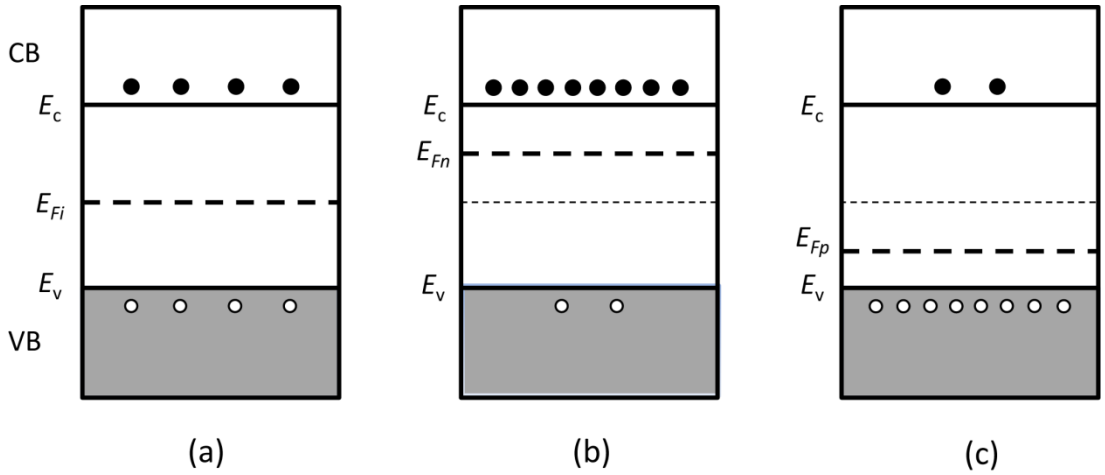 CB
E_c
E_Fi
E_v
VB
(a)
E_c
E_Fn
E_v
(b)
E_c
E_Fp
E_v
(c)